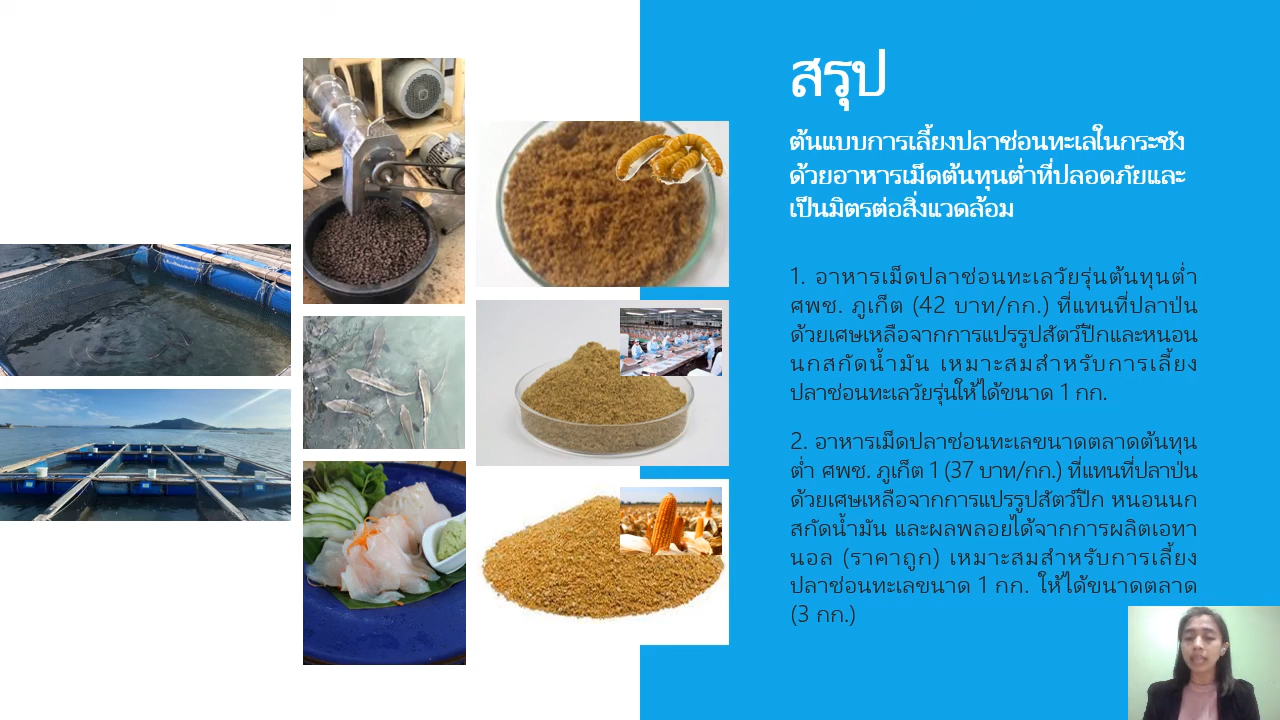 สรุป
ต้นแบบการเลี้ยงปลาช่อนทะเลในกระชัง
ด้วยอาหารเม็ดต้นทุนต่ำที่ปลอดภัยและ
เป็นมิตรต่อสิ่งแวดล้อม
1. อาหารเม็ดปลาช่อนทะเลวัยรุ่นต้นทุนต่ำ
ศพช. ภูเก็ต (42 บาท/กก.) ที่แทนที่ปลาป่น
ด้วยเศษเหลือจากการแปรรูปสัตว์ปีกและหนอน
นกสกัดน้ำมัน เหมาะสมสำหรับการเลี้ยง
ปลาช่อนทะเลวัยรุ่นให้ได้ขนาด 1 กก.
2. อาหารเม็ดปลาช่อนทะเลขนาดตลาดต้นทุน
ต่ำ ศพช. ภูเก็ต 1 (37 บาท/กก.) ที่แทนที่ปลาป่น
ด้วยเศษเหลือจากการแปรรูปสัตว์ปีก หนอนนก
สกัดน้ำมัน และผลพลอยได้จากการผลิตเอทา
นอล (ราคาถูก) เหมาะสมสำหรับการเลี้ยง
ปลาช่อนทะเลขนาด 1 กก. ให้ได้ขนาดตลาด
(3 กก.)